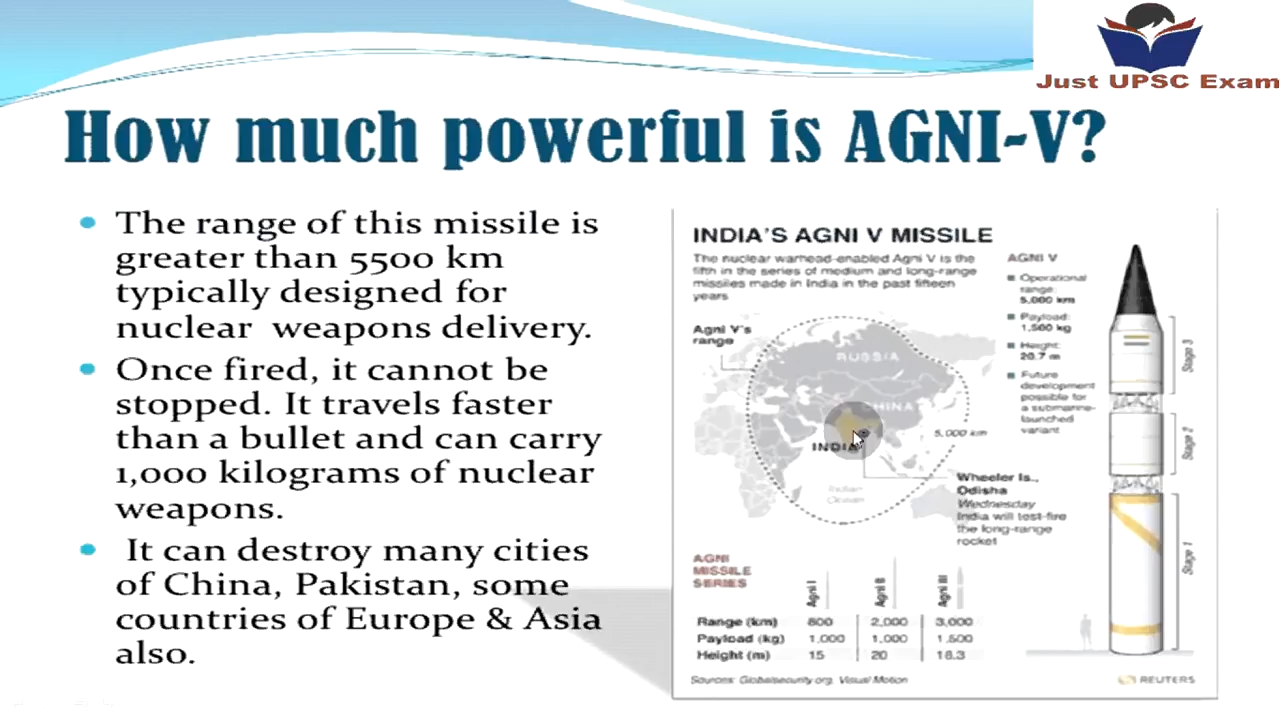 Just UPSC Exam
How much powerful is AGNI-V?
• The range of this missile is
greater than 5500 km
typically designed for
nuclear weapons delivery.
• Once fired, it cannot be
stopped. It travels faster
than a bullet and can carry
1,000 kilograms of nuclear
weapons.
• It can destroy many cities
of China, Pakistan, some
countries of Europe & Asia
also.
INDIA'S AGNI V MISSILE
The nuclear warhead-enabled Agni V is the
fifth in the series of medium and long-range
missiles made in India in the past fifteen
years
Agni V's
range
RUSSIA
CHINA
INDIA
Indian
Ocean
5,000 km
Wheeler Is.,
Odisha
Wednesday
India will test-fire
the long-range
rocket
AGNI V
Operational
range:
5,000 km
Payload:
1,500 kg
Height:
20.7 m
Future
development
possible for
a submarine-
launched
variant
Stage 3
Stage 2
Stage 1
AGNI
MISSILE
SERIES
Agni I Agni II Agni III
Range (km) 800 2,000 3,000
Payload (kg) 1,000 1,000 1,500
Height (m) 15 20 18.3
Sources: Globalsecurity.org, Visual Motion
REUTERS